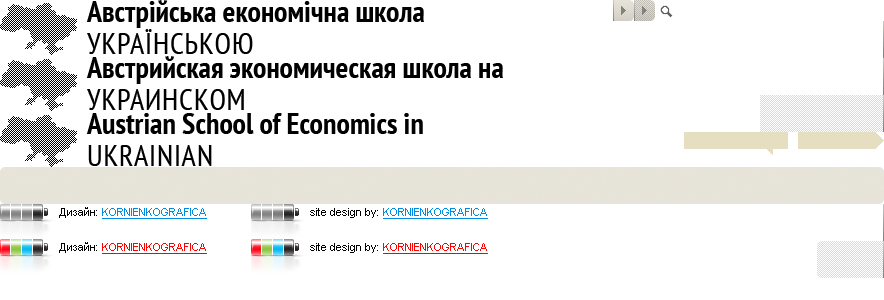 Австрійська економічна школа
УКРАЇНСЬКОЮ
Австрийская экономическая школа на
УКРАИНСКОМ
Austrian School of Economics in
UKRAINIAN
Дизайн: KORNIENKOGRAFICA site design by: KORNIENKOGRAFICA
Дизайн: KORNIENKOGRAFICA site design by: KORNIENKOGRAFICA